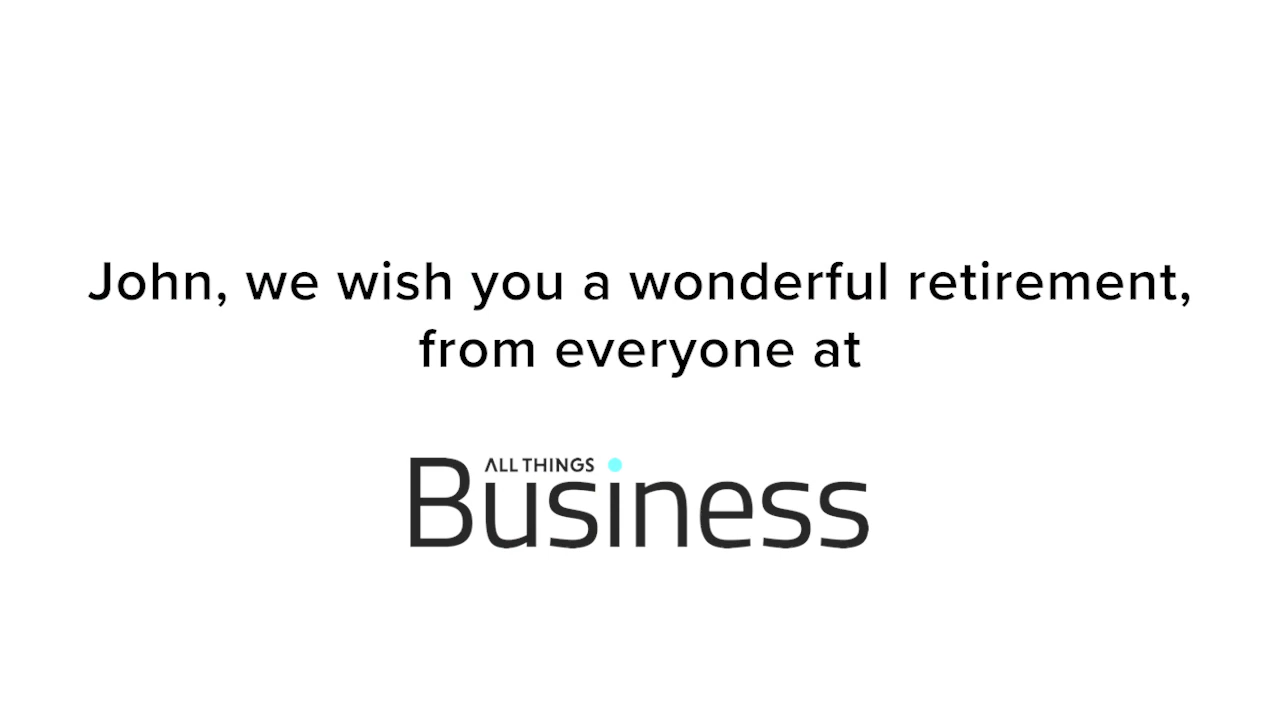 John, we wish you a wonderful retirement,
from everyone at
ALL THINGS
Business